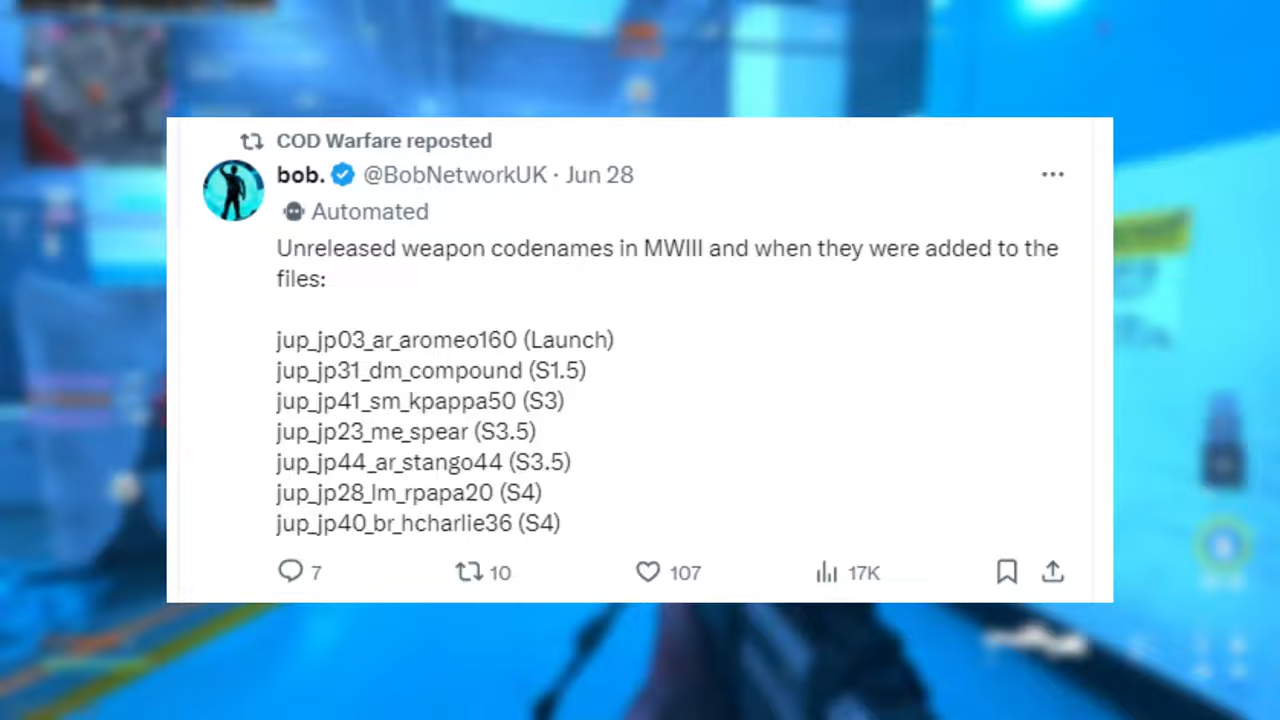 COD Warfare reposted
bob. @BobNetworkUK · Jun 28
Automated
Unreleased weapon codenames in MWIII and when they were added to the
files:
jup_jp03_ar_aromeo160 (Launch)
jup_jp31_dm_compound (S1.5)
jup_jp41_sm_kpappa50 (S3)
jup_jp23_me_spear (S3.5)
jup_jp44_ar_stango44 (S3.5)
jup_jp28_lm_rpapa20 (S4)
jup_jp40_br_hcharlie36 (S4)
7 10 107 17K